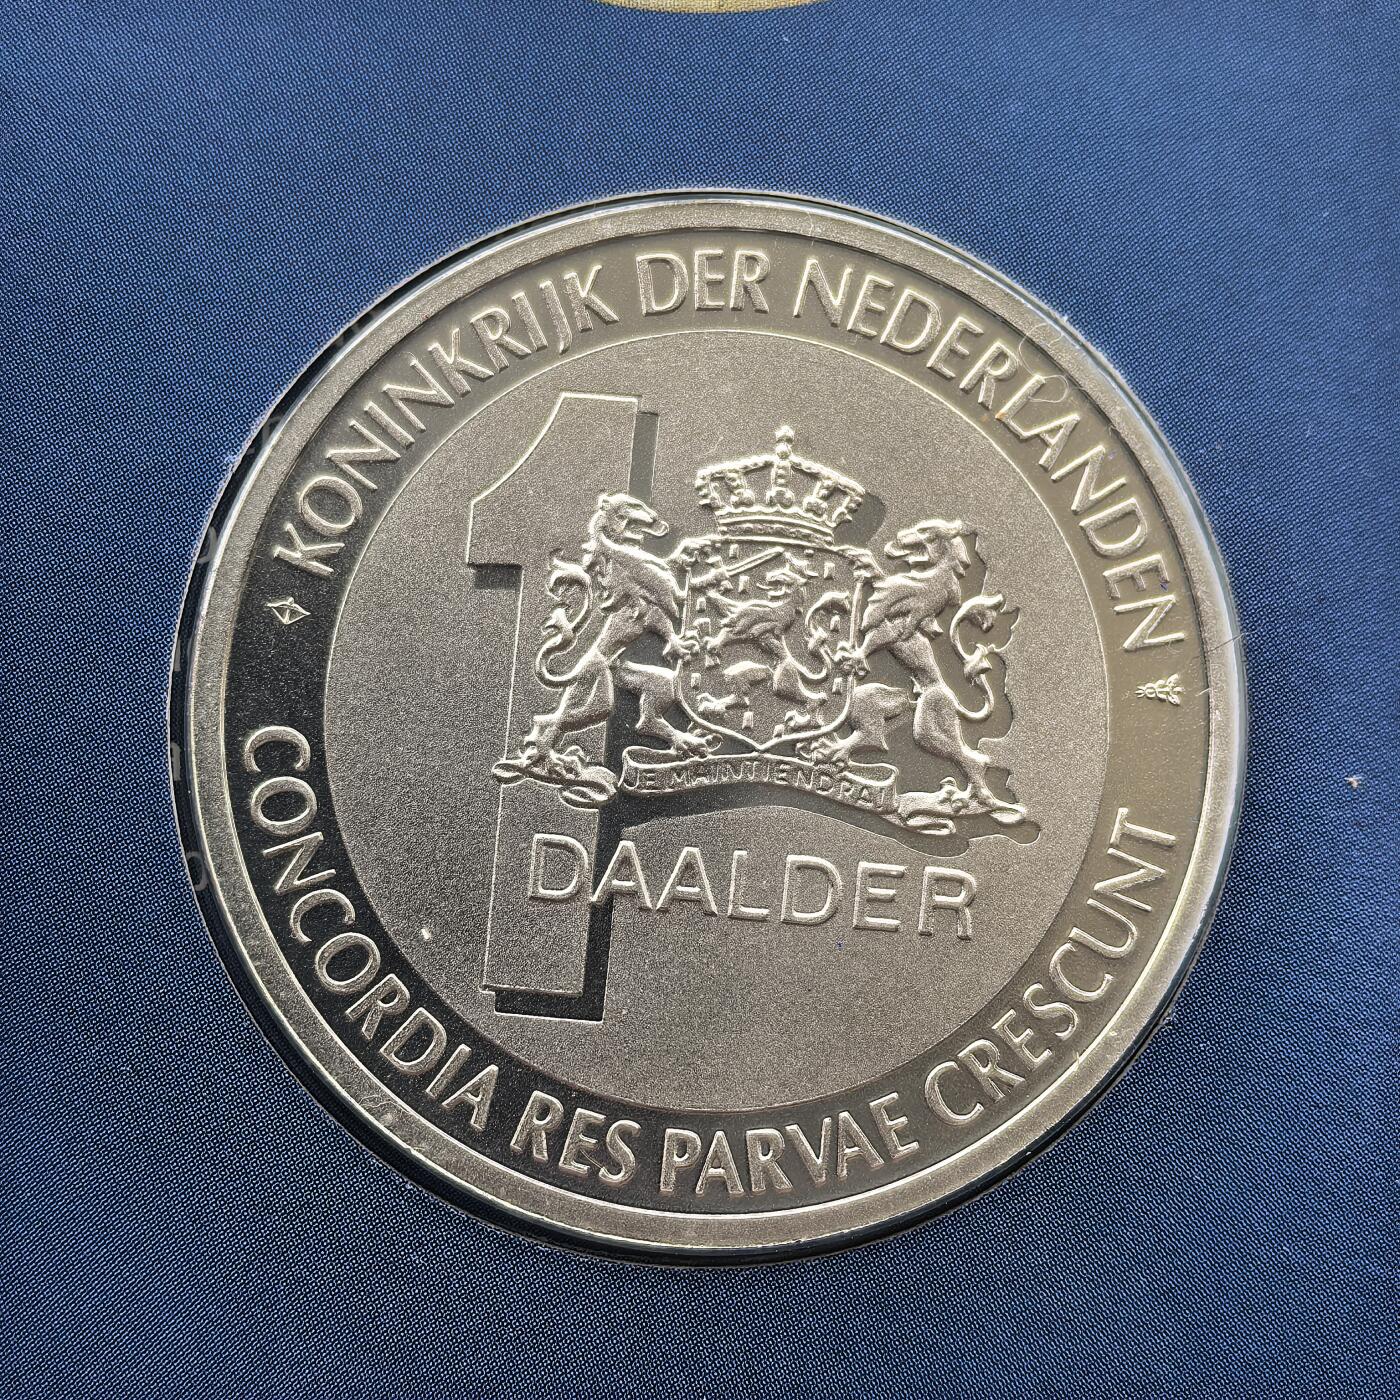 KONINKRIJK DER NEDERLANDEN
1
JE MAINTIENDRAI
DAALDER
CONCORDIA RES PARVAE CRESCUNT